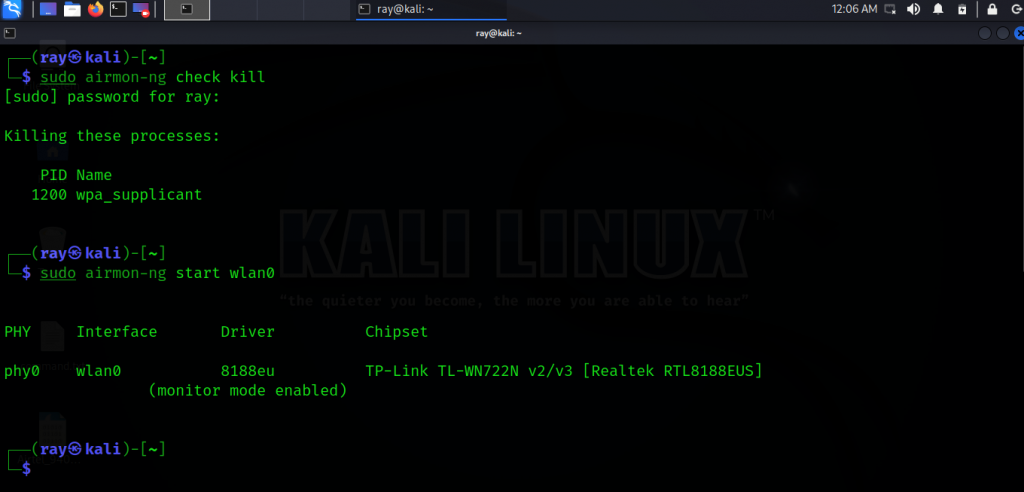 ray@kali: ~
12:06 AM
ray@kali: ~
┌──(ray㉿kali)-[~]
└─$ sudo airmon-ng check kill
[sudo] password for ray:
Killing these processes:
PID Name
1200 wpa_supplicant
┌──(ray㉿kali)-[~]
└─$ sudo airmon-ng start wlan0
KALI LINUX™
"the quieter you become, the more you are able to hear"
PHY Interface Driver Chipset
phy0 wlan0 8188eu TP-Link TL-WN722N v2/v3 [Realtek RTL8188EUS]
(monitor mode enabled)
┌──(ray㉿kali)-[~]
└─$